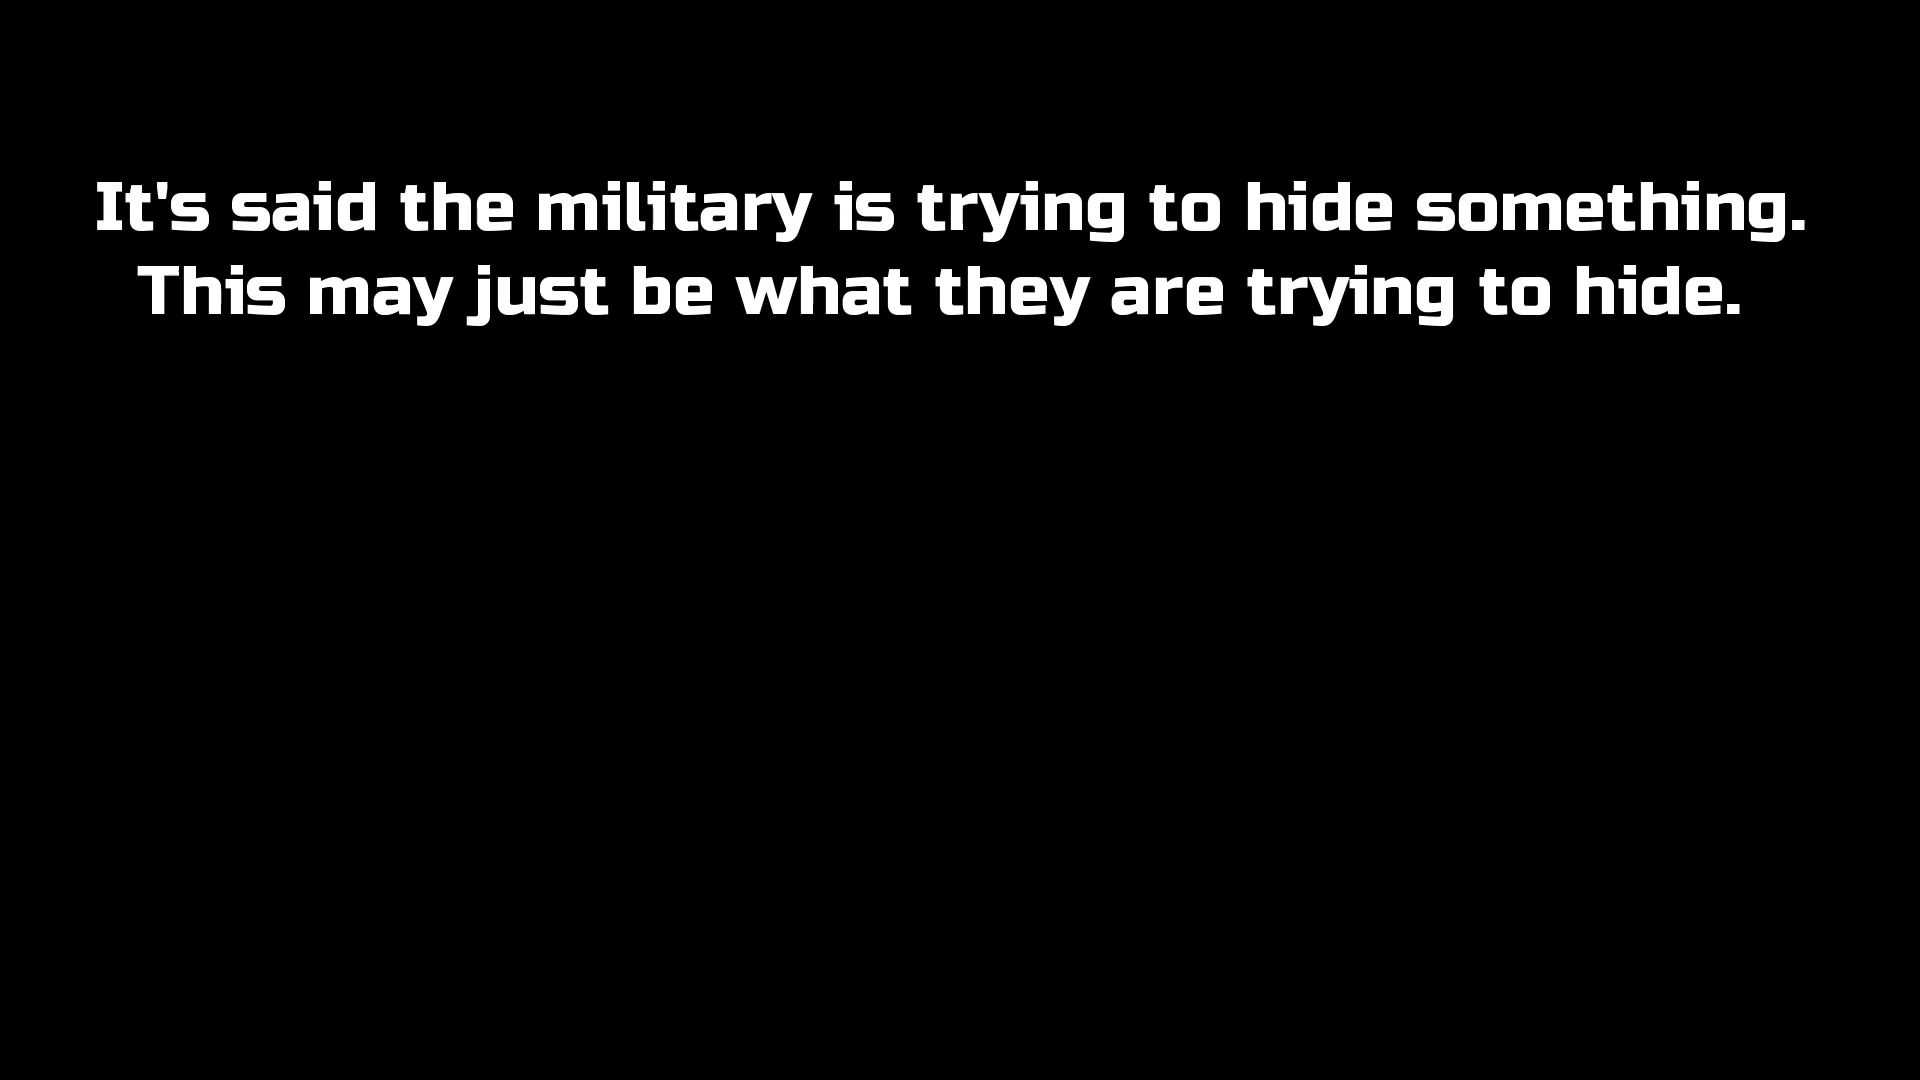 It's said the military is trying to hide something.
This may just be what they are trying to hide.